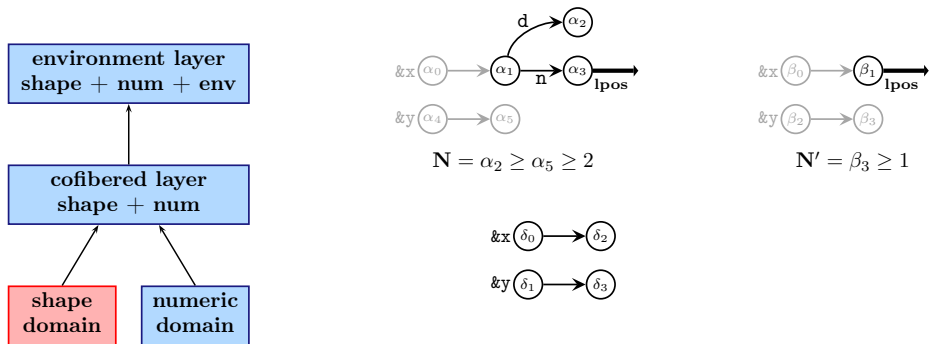 environment layer
shape + num + env
cofibered layer
shape + num
shape
domain
numeric
domain
d
α₂
&x α₀ α₁ n α₃ lpos
&y α₄ α₅
N = α₂ ≥ α₅ ≥ 2
&x β₀ β₁ lpos
&y β₂ β₃
N′ = β₃ ≥ 1
&x δ₀ δ₂
&y δ₁ δ₃